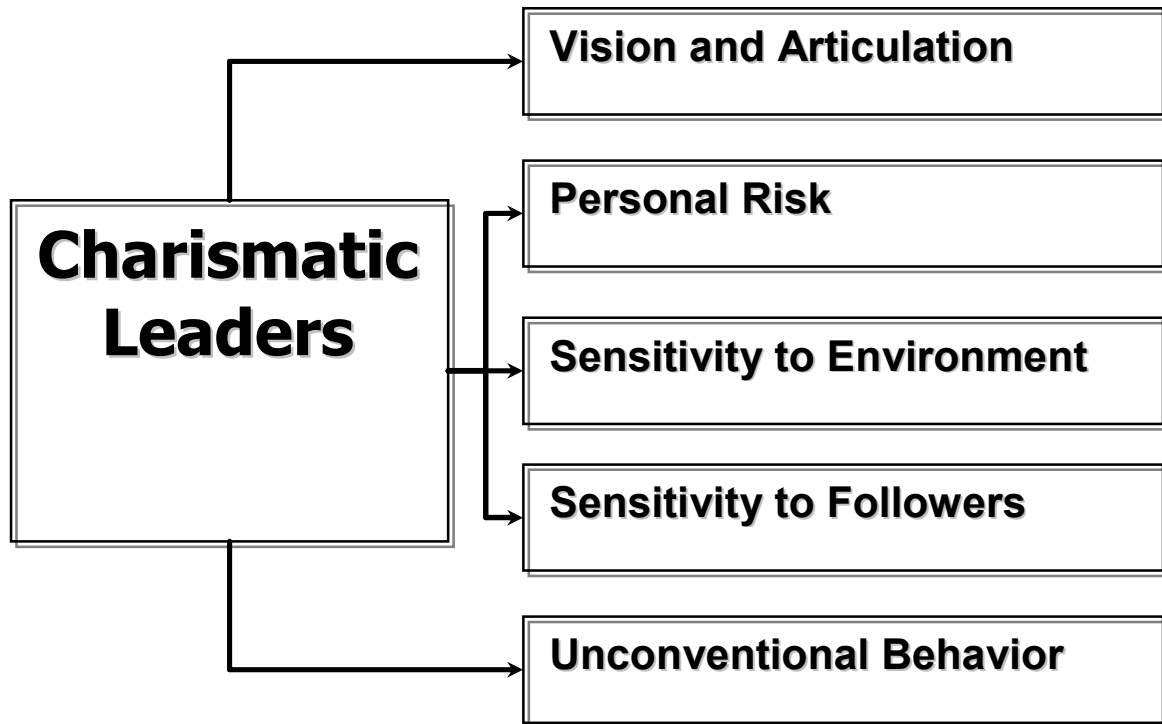 Charismatic
Leaders
Vision and Articulation
Personal Risk
Sensitivity to Environment
Sensitivity to Followers
Unconventional Behavior